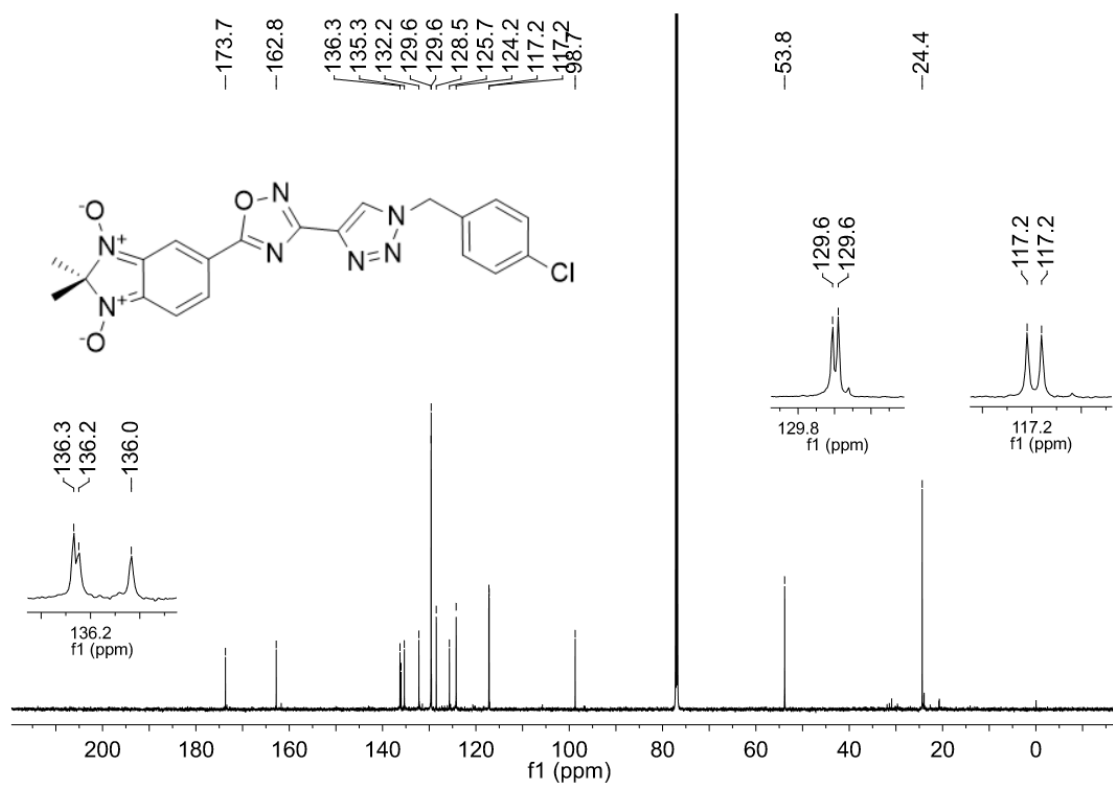 173.7
162.8
136.3
135.3
132.2
129.6
129.6
128.5
125.7
124.2
117.2
117.2
98.7
53.8
24.4
O
N
N
N
N
N
N
Cl
-O
N+
N+
-O
129.6
129.6
129.8
f1 (ppm)
117.2
117.2
117.2
f1 (ppm)
136.3
136.2
136.0
136.2
f1 (ppm)
200 180 160 140 120 100 80 60 40 20 0
f1 (ppm)